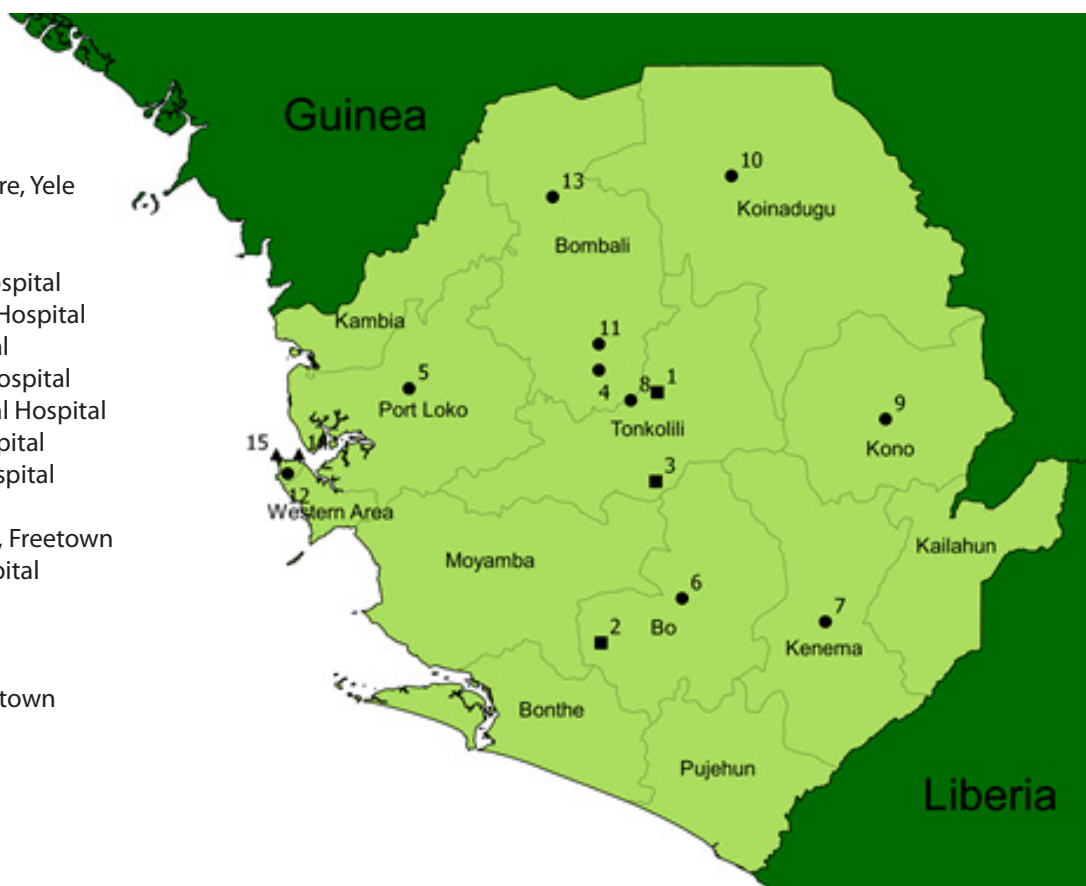 re, Yele
ospital
Hospital
al
ospital
al Hospital
pital
spital
, Freetown
pital
town
Guinea
10
13
Koinadugu
Bombali
Kambia
11
5
4
8
1
Port Loko
9
Tonkolili
Kono
15
3
12
Western Area
Kailahun
Moyamba
6
2
Bo
7
Kenema
Bonthe
Pujehun
Liberia